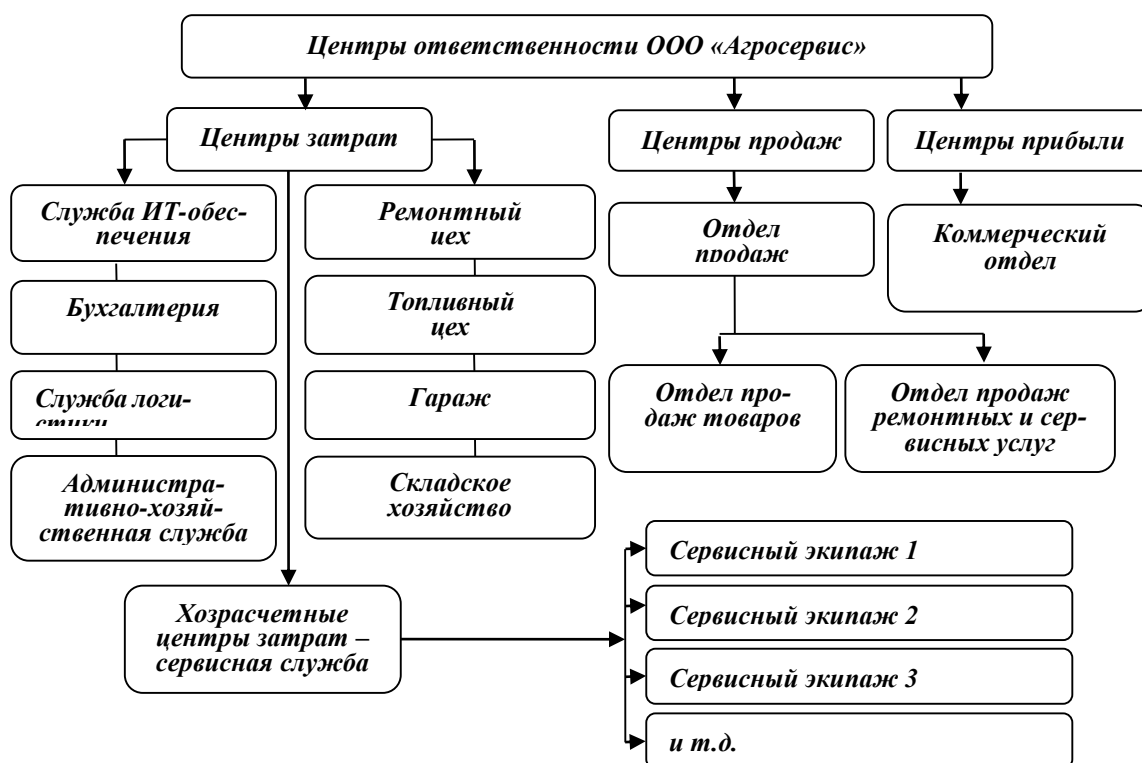 Центры ответственности ООО «Агросервис»
Центры затрат
Центры продаж
Центры прибыли
Служба ИТ-обес-
печения
Ремонтный
цех
Отдел
продаж
Коммерческий
отдел
Бухгалтерия
Топливный
цех
Служба логи-
стики
Гараж
Отдел про-
даж товаров
Отдел продаж
ремонтных и сер-
висных услуг
Администра-
тивно-хозяй-
ственная служба
Складское
хозяйство
Хозрасчетные
центры затрат –
сервисная служба
Сервисный экипаж 1
Сервисный экипаж 2
Сервисный экипаж 3
и т.д.